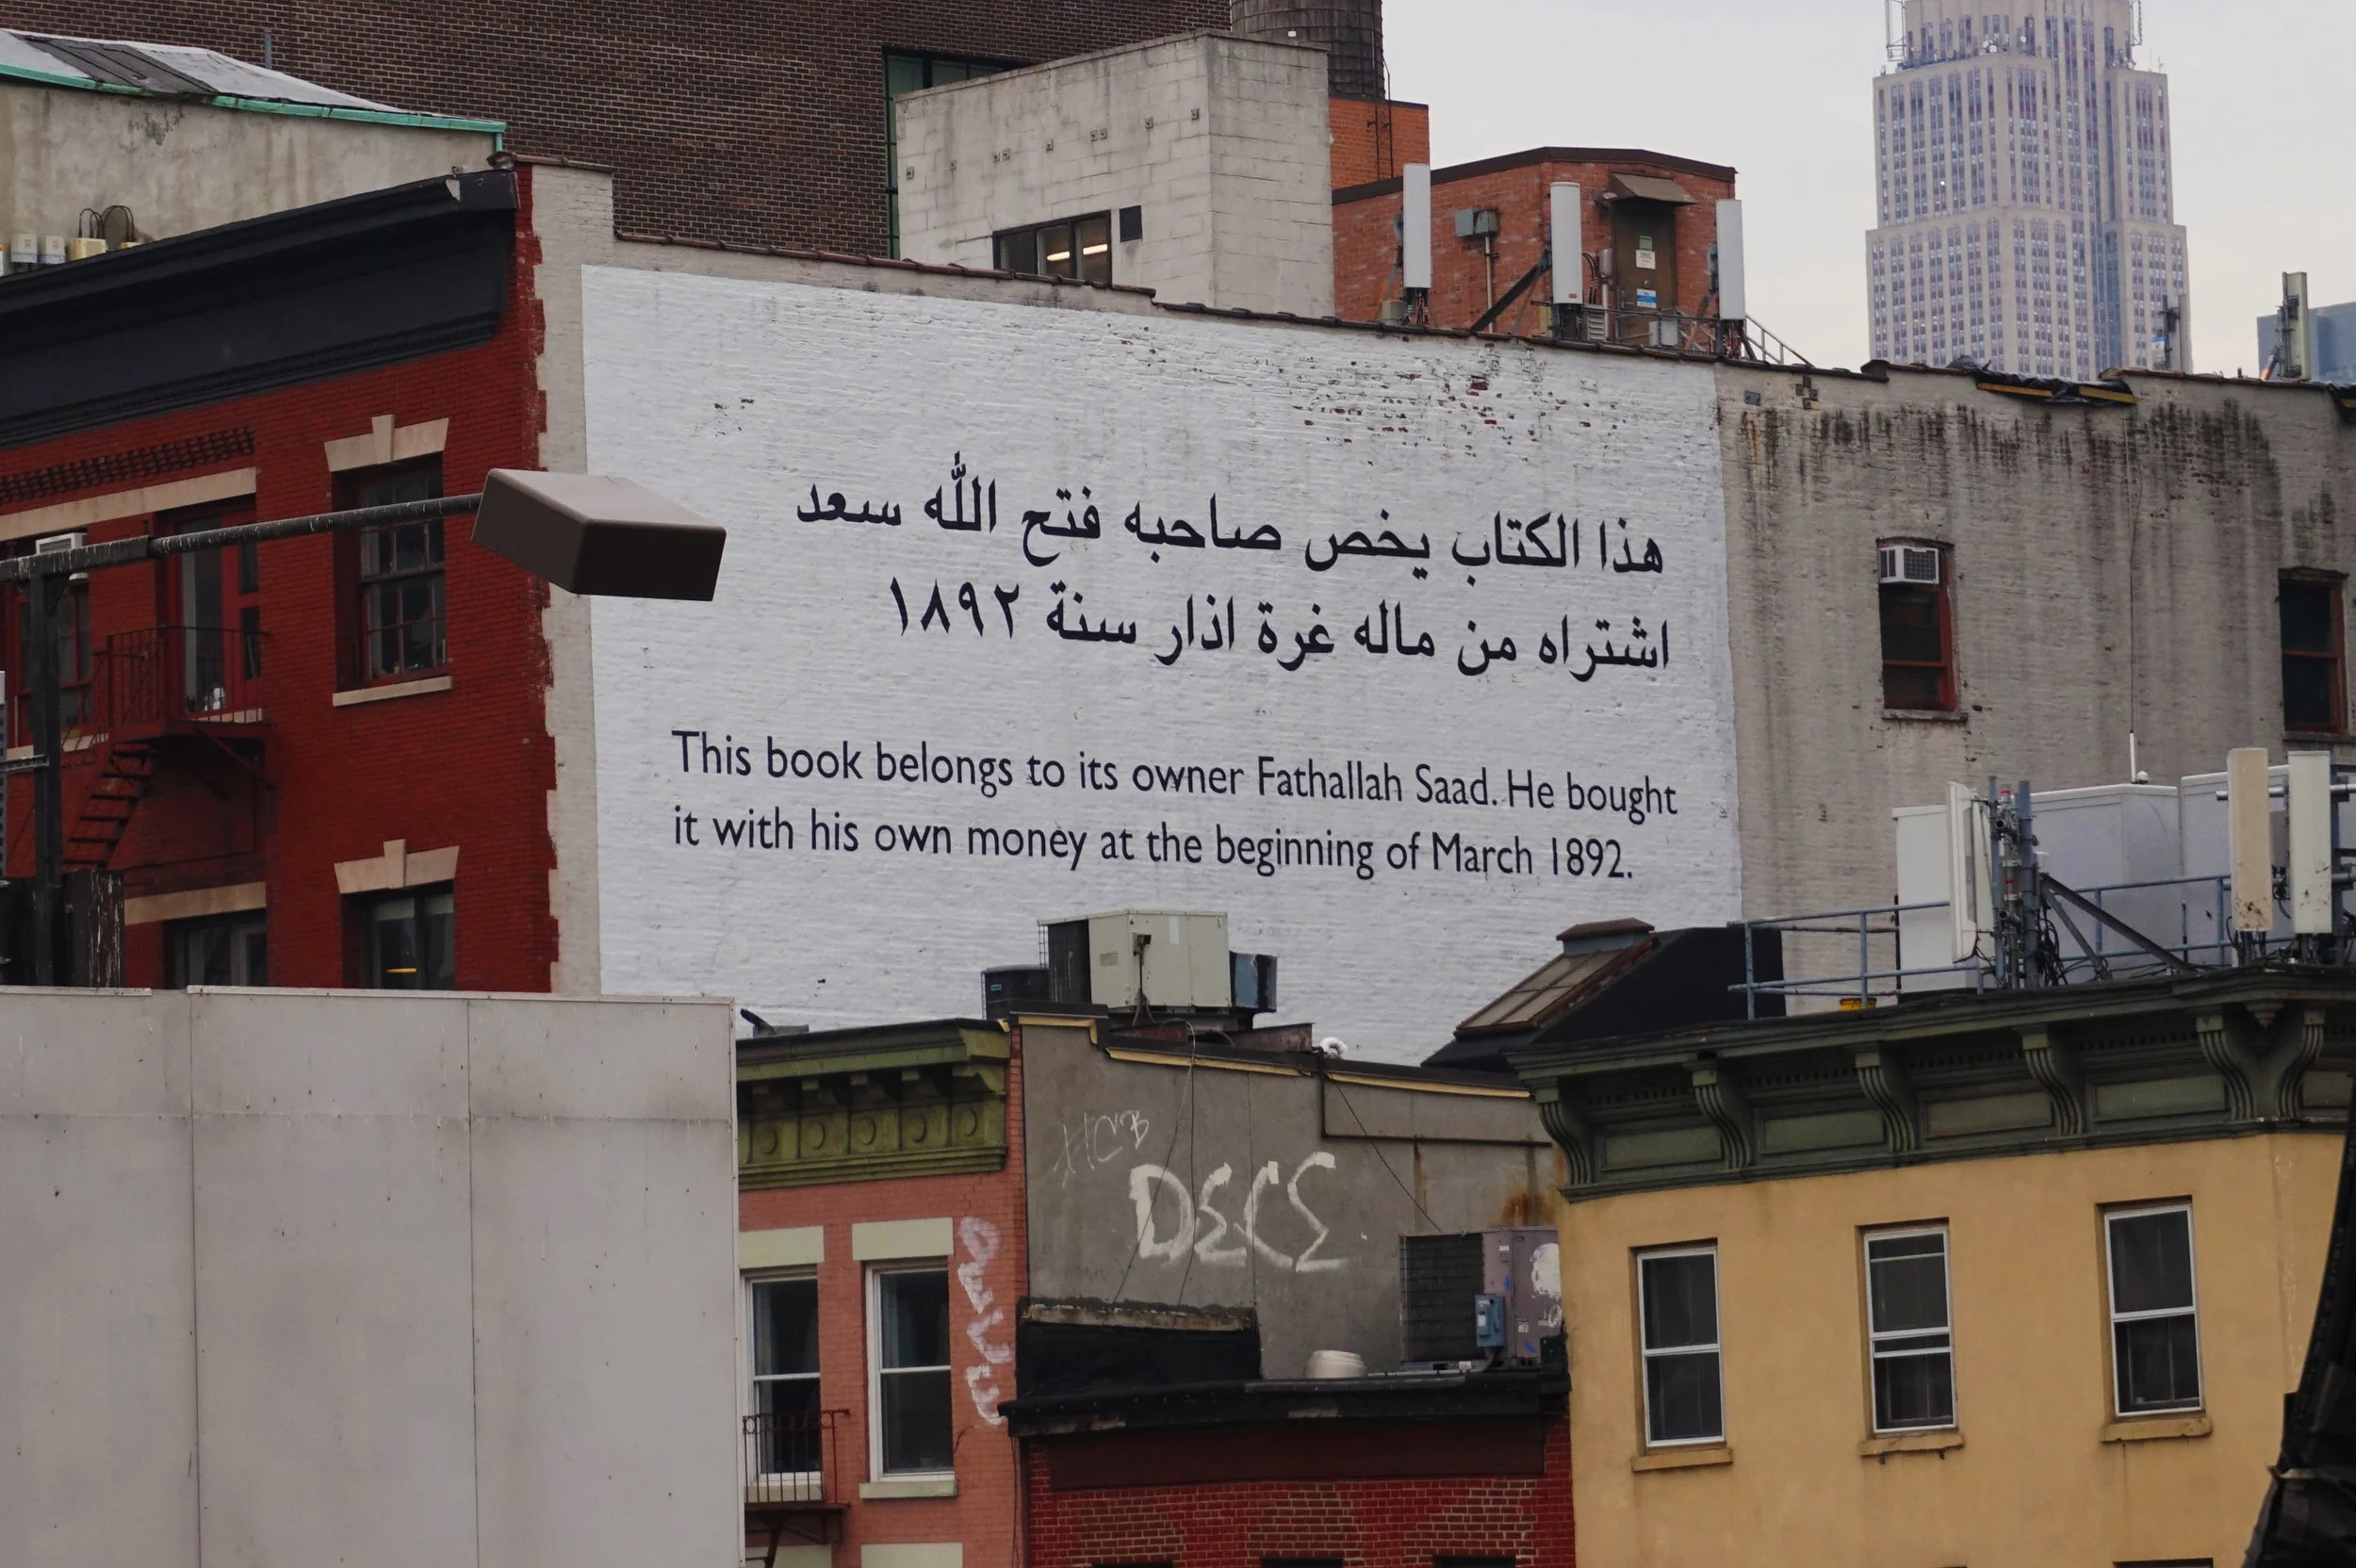 هذا الكتاب يخص صاحبه فتح الله سعد
اشتراه من ماله غرة اذار سنة ١٨٩٢
This book belongs to its owner Fathallah Saad. He bought
it with his own money at the beginning of March 1892.
DECE